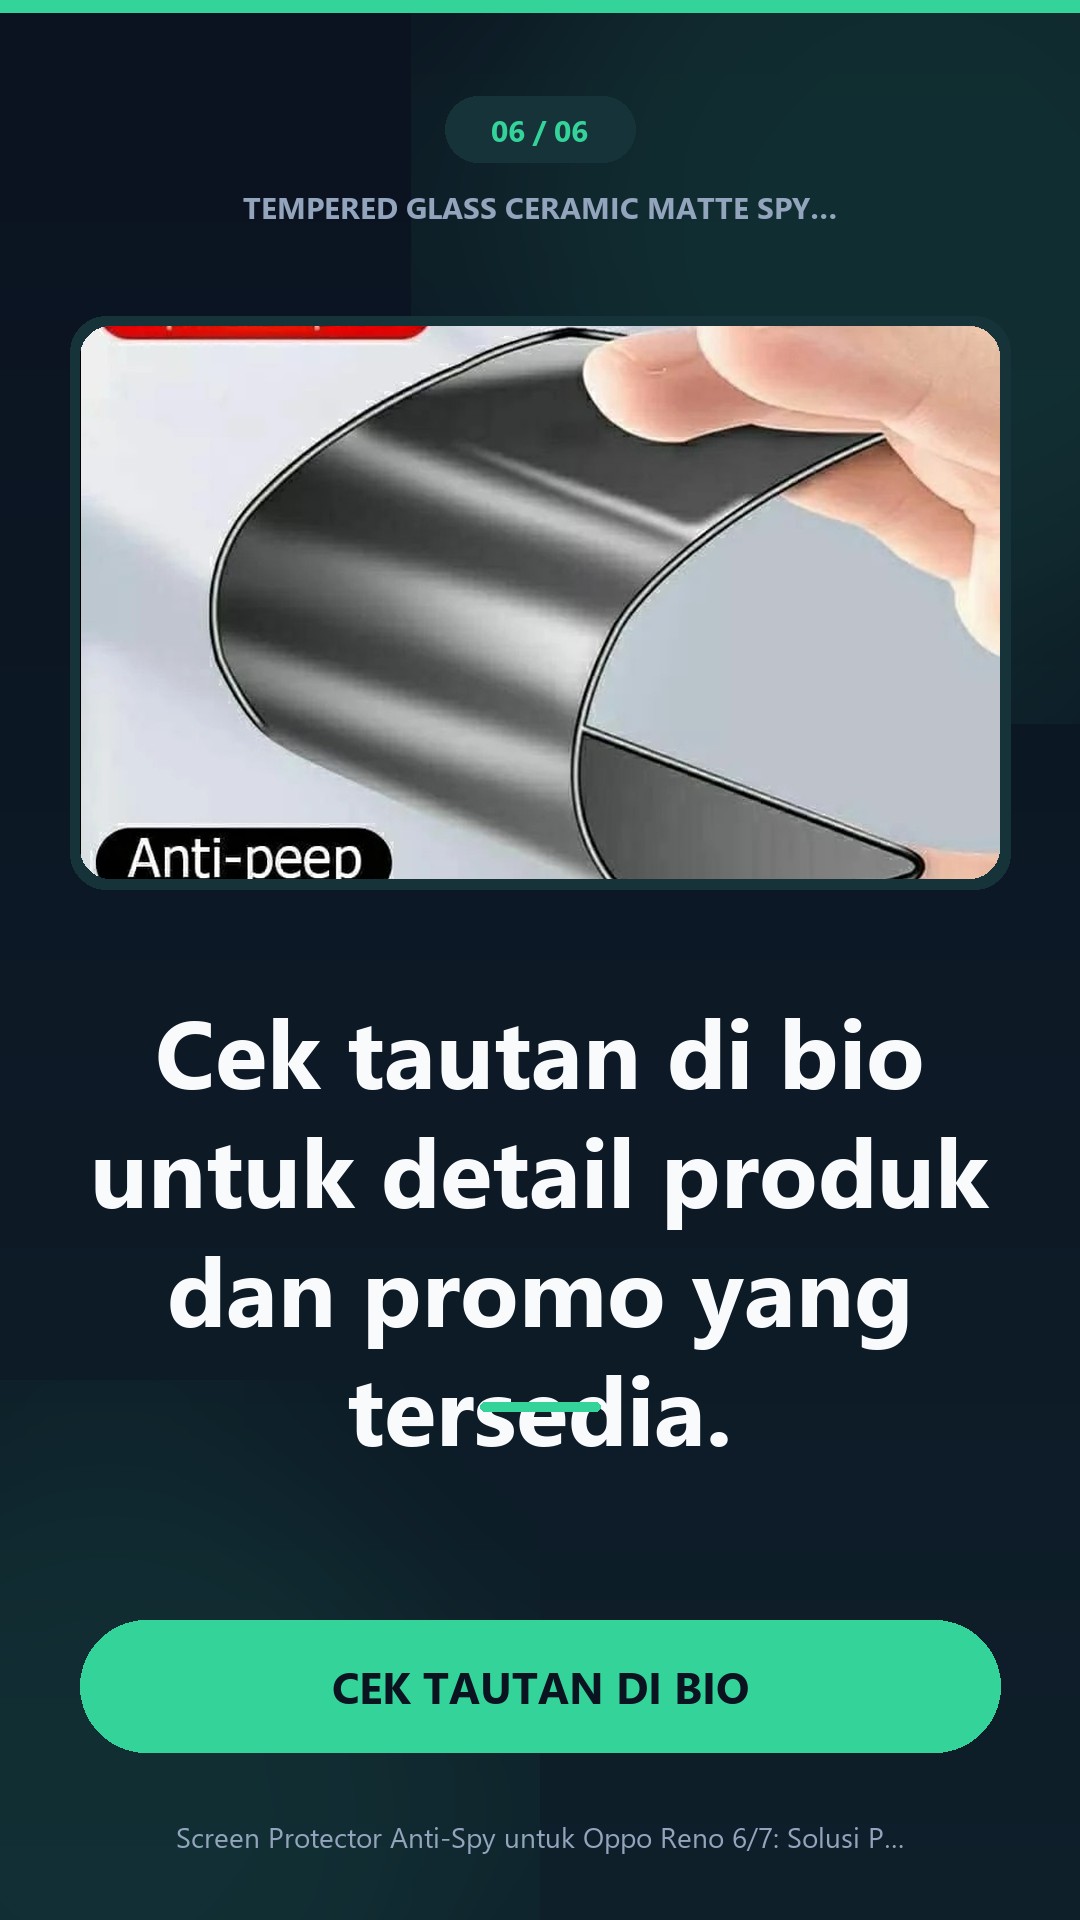 06 / 06
TEMPERED GLASS CERAMIC MATTE SPY...
Anti-peep
Cek tautan di bio
untuk detail produk
dan promo yang
tersedia.
CEK TAUTAN DI BIO
Screen Protector Anti-Spy untuk Oppo Reno 6/7: Solusi P...